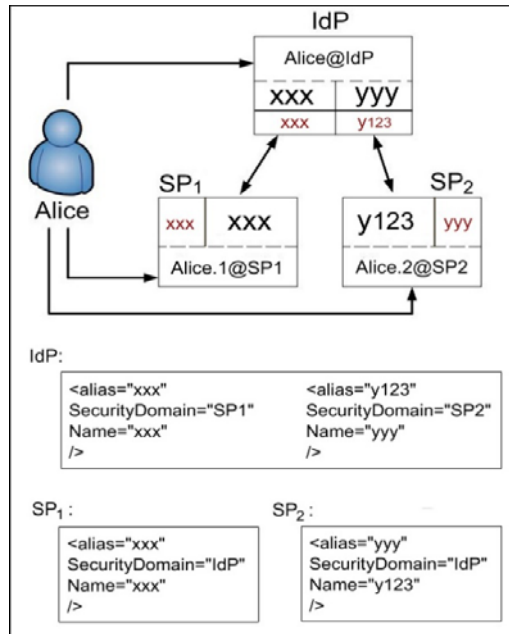 IdP
Alice@IdP
xxx yyy
xxx y123
SP1 SP2
Alice
xxx xxx y123 yyy
Alice.1@SP1 Alice.2@SP2
IdP:
<alias="xxx" <alias="y123"
SecurityDomain="SP1" SecurityDomain="SP2"
Name="xxx" Name="yyy"
/> />
SP1 : SP2 :
<alias="xxx" <alias="yyy"
SecurityDomain="IdP" SecurityDomain="IdP"
Name="xxx" Name="y123"
/> />